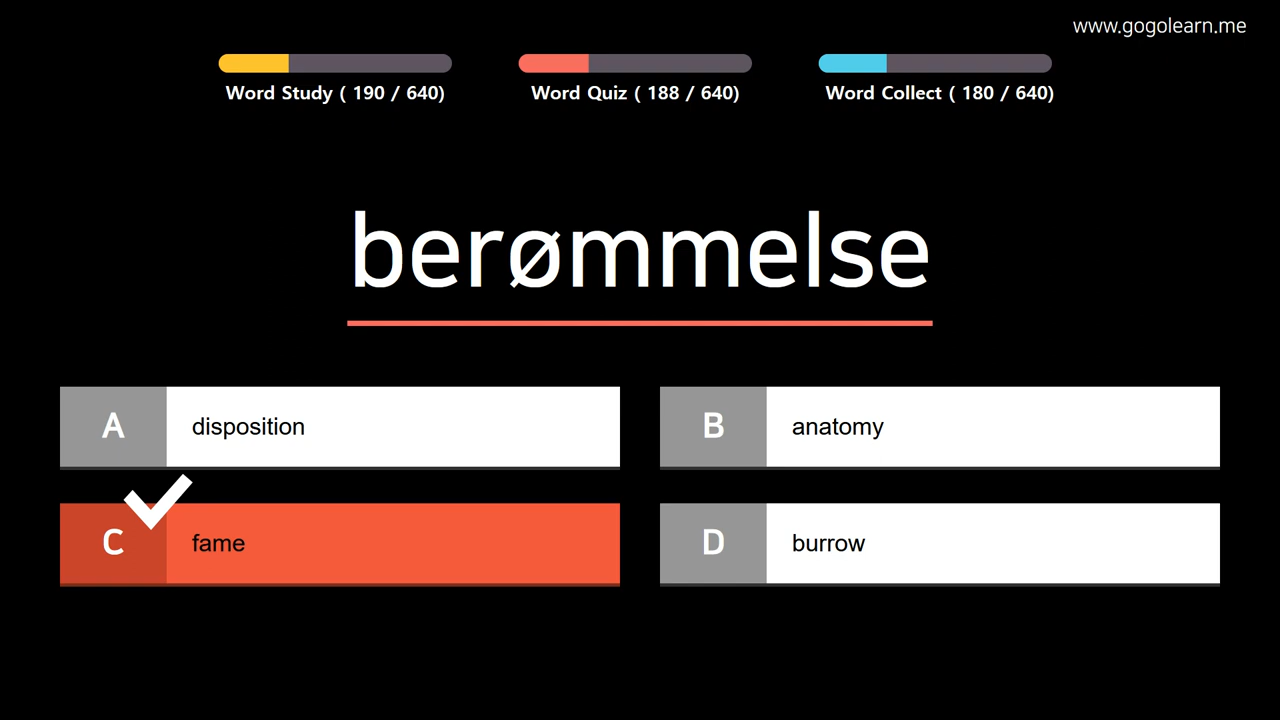 www.gogolearn.me
Word Study ( 190 / 640)
Word Quiz ( 188 / 640)
Word Collect ( 180 / 640)
berømmelse
A disposition
B anatomy
C fame
D burrow